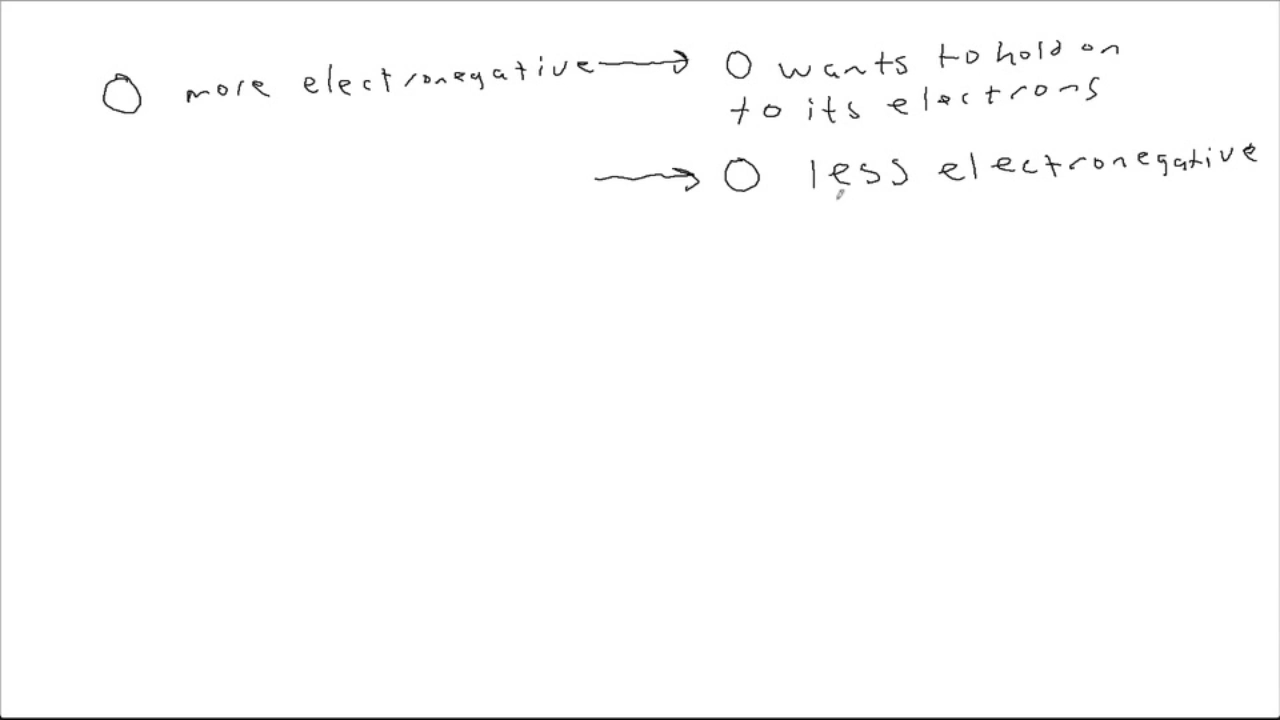 O more electronegative → O wants to hold on
to its electrons
→ O less electronegative